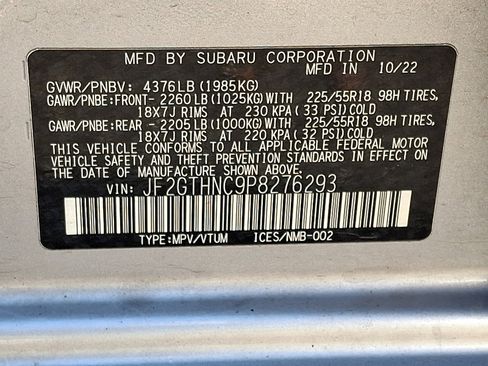 MFD BY SUBARU CORPORATION
MFD IN 10/22
GVWR/PNBV: 4376LB (1985KG)
GAWR/PNBE:FRONT- 2260LB (1025KG)WITH 225/55R18 98H TIRES,
18X7J RIMS AT 230 KPA (33 PSI)COLD
GAWR/PNBE:REAR - 2205LB (1000KG)WITH 225/55R18 98H TIRES,
18X7J RIMS AT 220 KPA (32 PSI)COLD
THIS VEHICLE CONFORMS TO ALL APPLICABLE FEDERAL MOTOR
VEHICLE SAFETY AND THEFT PREVENTION STANDARDS IN EFFECT ON
THE DATE OF MANUFACTURE SHOWN ABOVE.
VIN: JF2GTHNC9P8276293
TYPE:MPV/VTUM ICES/NMB-002